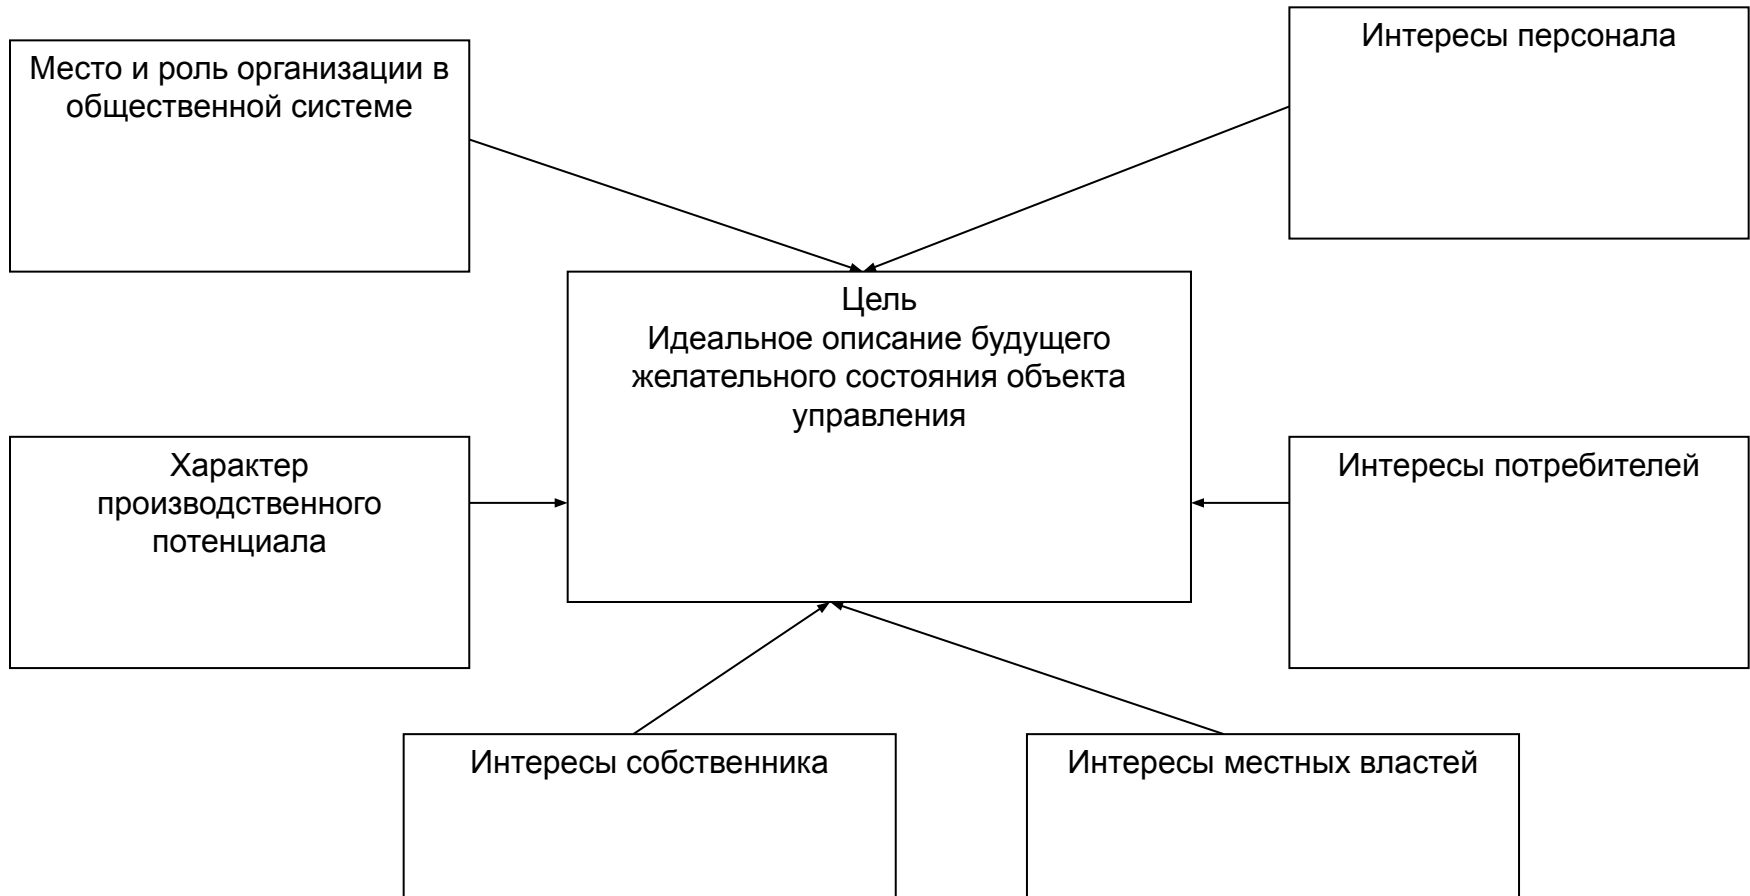 Место и роль организации в
общественной системе
Интересы персонала
Цель
Идеальное описание будущего
желательного состояния объекта
управления
Характер
производственного
потенциала
Интересы потребителей
Интересы собственника
Интересы местных властей